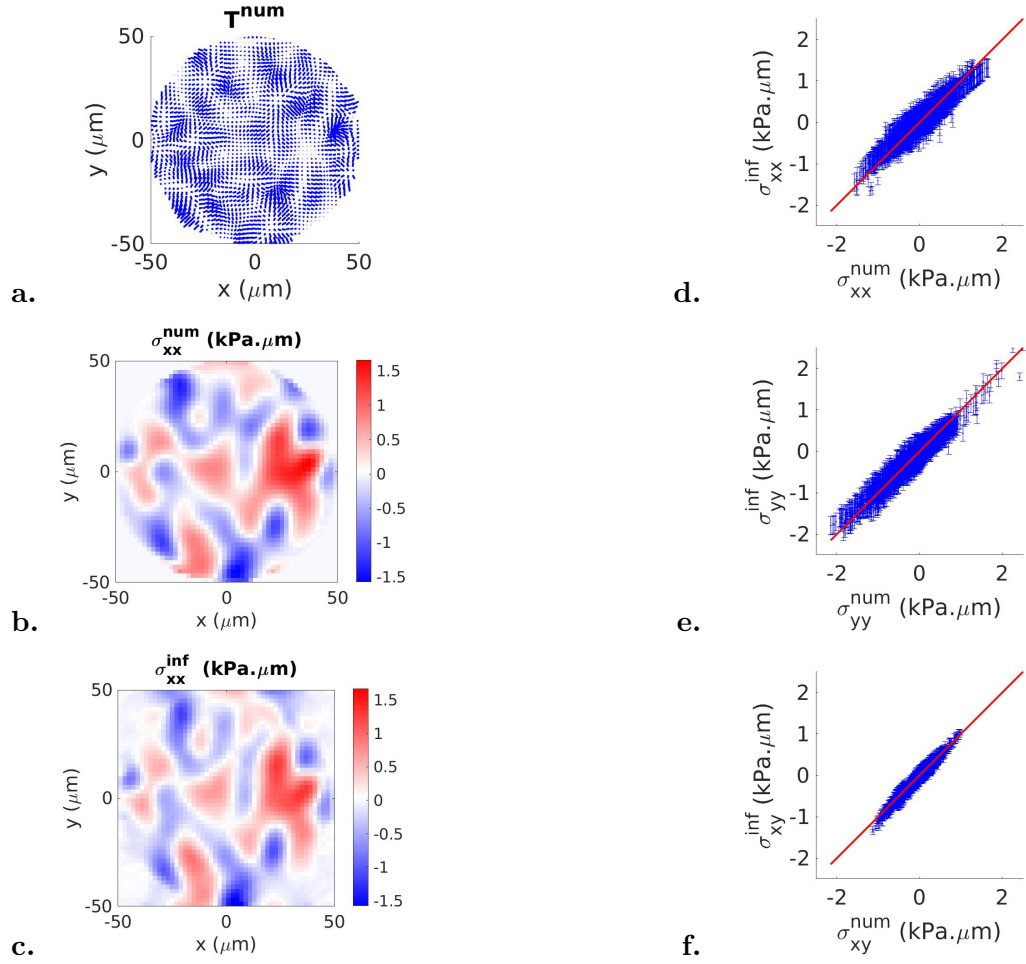 T^num
50
0
-50
y (μm)
-50 0 50
x (μm)
a.
σ_xx^num (kPa.μm)
50
0
-50
y (μm)
-50 0 50
x (μm)
1.5
1
0.5
0
-0.5
-1
-1.5
b.
σ_xx^inf (kPa.μm)
50
0
-50
y (μm)
-50 0 50
x (μm)
1.5
1
0.5
0
-0.5
-1
-1.5
c.
2
1
0
-1
-2
σ_xx^inf (kPa.μm)
-2 0 2
σ_xx^num (kPa.μm)
d.
2
1
0
-1
-2
σ_yy^inf (kPa.μm)
-2 0 2
σ_yy^num (kPa.μm)
e.
2
1
0
-1
-2
σ_xy^inf (kPa.μm)
-2 0 2
σ_xy^num (kPa.μm)
f.